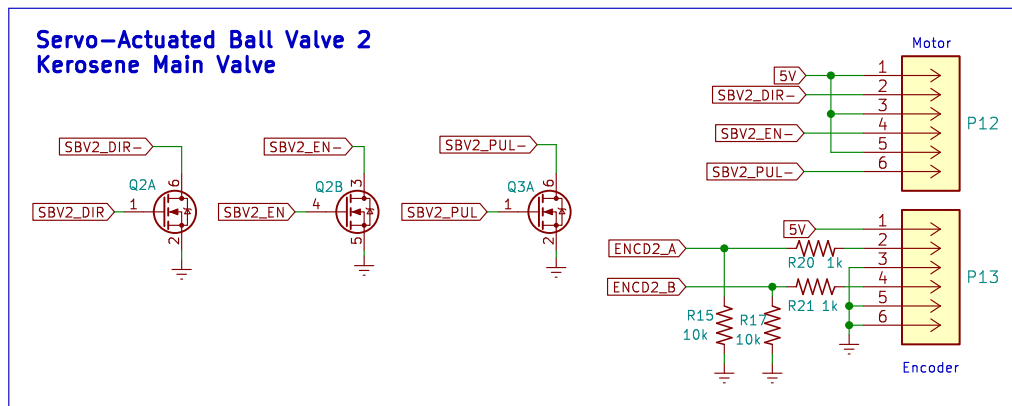 Servo-Actuated Ball Valve 2
Kerosene Main Valve
SBV2_DIR-
Q2A
6
SBV2_DIR
1
2
SBV2_EN-
Q2B
3
SBV2_EN
4
5
SBV2_PUL-
Q3A
6
SBV2_PUL
1
2
Motor
5V
1
SBV2_DIR-
2
3
P12
SBV2_EN-
4
5
SBV2_PUL-
6
5V
1
ENCD2_A
2
R20 1k
3
P13
ENCD2_B
4
R21 1k
5
R15
10k
R17
10k
6
Encoder